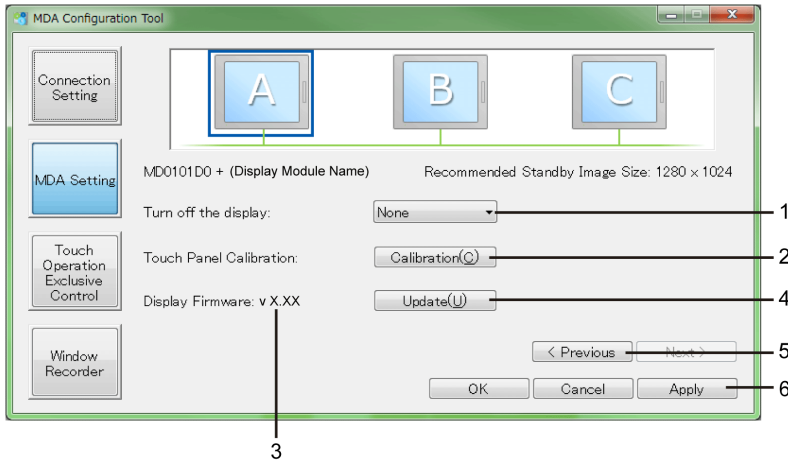 MDA Configuration Tool
Connection
Setting
A
B
C
MDA Setting
MD0101D0 + (Display Module Name)
Recommended Standby Image Size: 1280 × 1024
Turn off the display:
None
1
Touch
Operation
Exclusive
Control
Touch Panel Calibration:
Calibration(C)
2
Display Firmware: v X.XX
Update(U)
4
Window
Recorder
< Previous
Next >
5
OK
Cancel
Apply
6
3